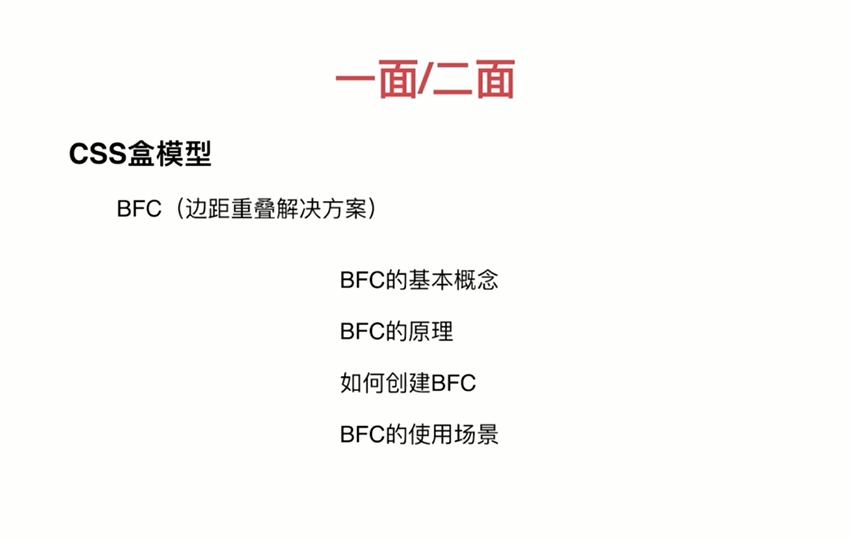 一面/二面
CSS盒模型
BFC（边距重叠解决方案）
BFC的基本概念
BFC的原理
如何创建BFC
BFC的使用场景